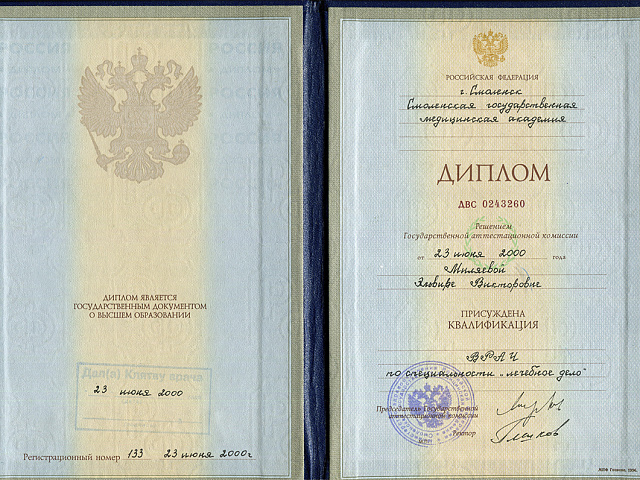 ДИПЛОМ ЯВЛЯЕТСЯ
ГОСУДАРСТВЕННЫМ ДОКУМЕНТОМ
О ВЫСШЕМ ОБРАЗОВАНИИ
Дал(а) Клятву врача
23 июня 2000
Регистрационный номер 133 23 июня 2000г.
РОССИЙСКАЯ ФЕДЕРАЦИЯ
г. Смоленск
Смоленская государственная
медицинская академия
ДИПЛОМ
ДВС 0243260
Решением
Государственной аттестационной комиссии
от 23 июня 2000 года
Миляевой
Эльвире Викторовне
ПРИСУЖДЕНА
КВАЛИФИКАЦИЯ
ВРАЧ
по специальности „лечебное дело"
Председатель Государственной
аттестационной комиссии
Ректор